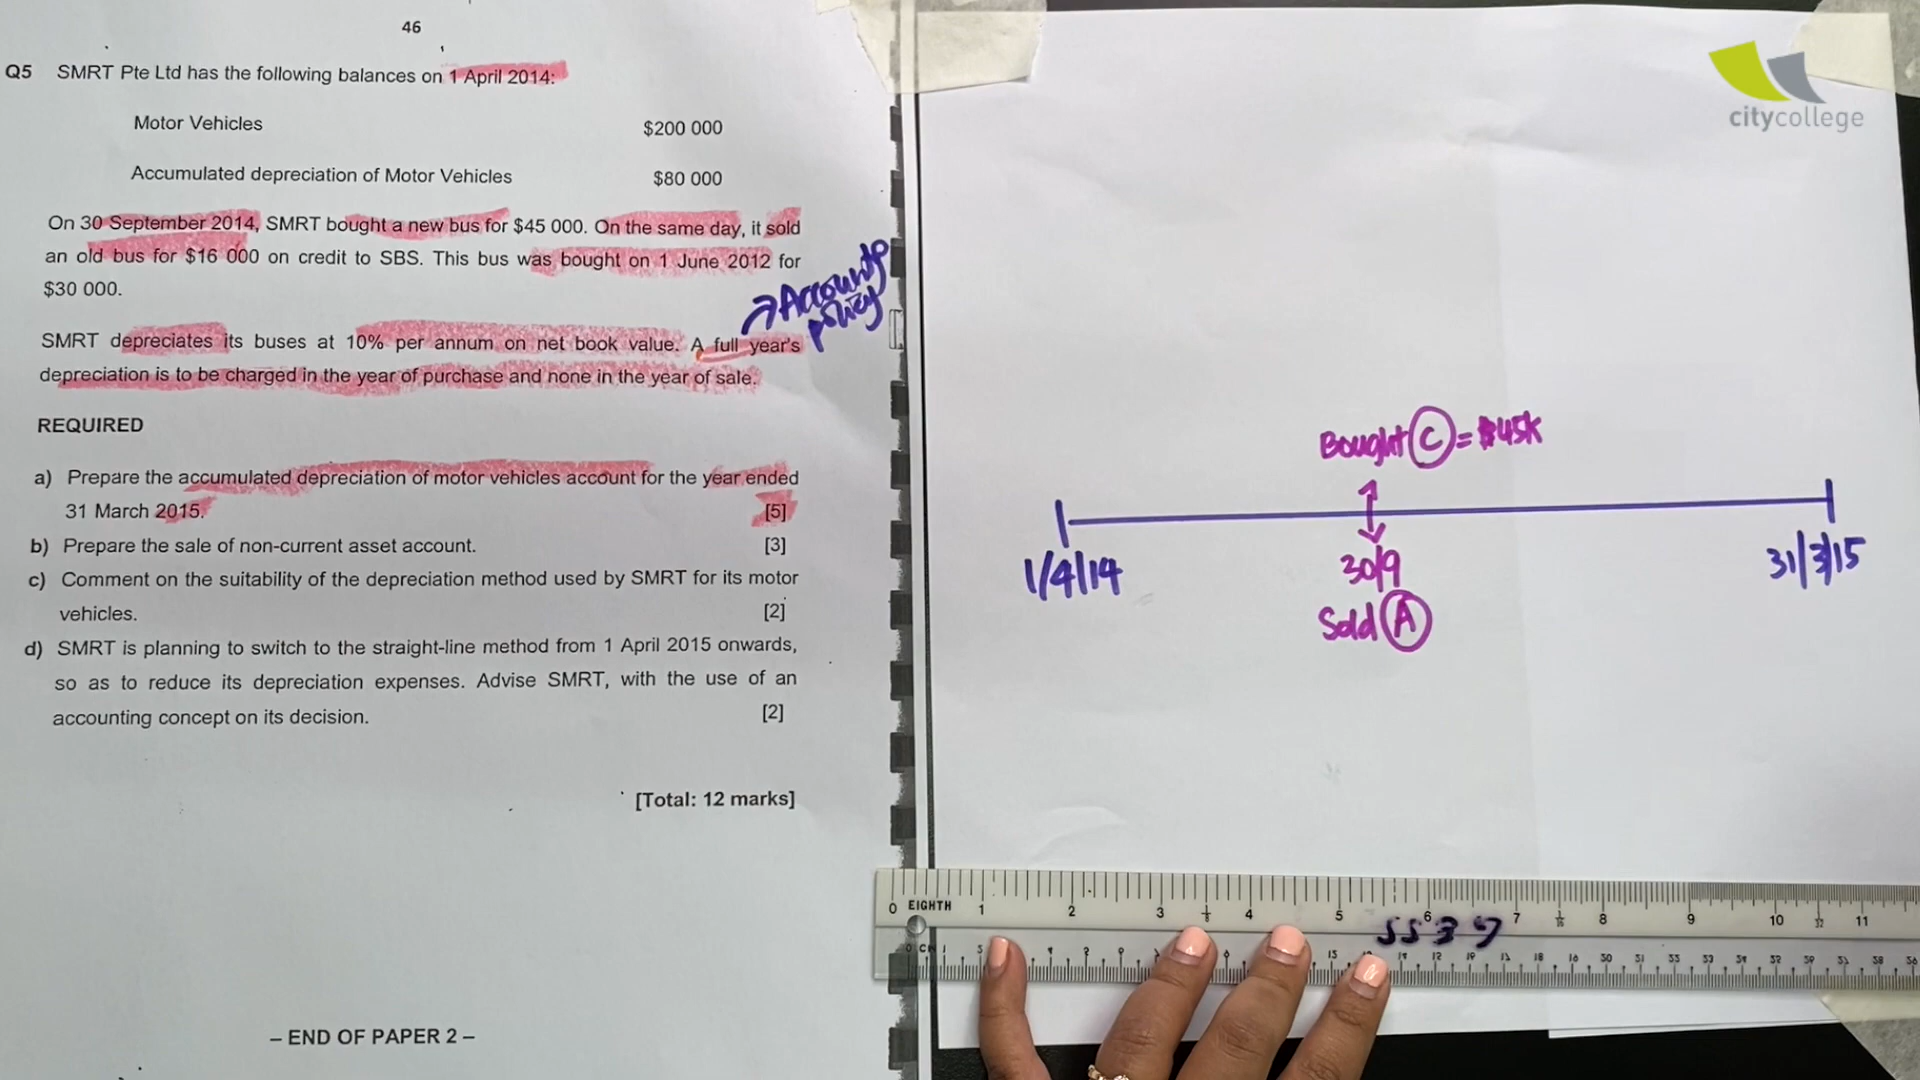 46
Q5 SMRT Pte Ltd has the following balances on 1 April 2014:
Motor Vehicles $200 000
Accumulated depreciation of Motor Vehicles $80 000
On 30 September 2014, SMRT bought a new bus for $45 000. On the same day, it sold
an old bus for $16 000 on credit to SBS. This bus was bought on 1 June 2012 for
$30 000.
SMRT depreciates its buses at 10% per annum on net book value. A full year's
depreciation is to be charged in the year of purchase and none in the year of sale.
policy
REQUIRED
a) Prepare the accumulated depreciation of motor vehicles account for the year ended
31 March 2015. [5]
b) Prepare the sale of non-current asset account. [3]
c) Comment on the suitability of the depreciation method used by SMRT for its motor
vehicles. [2]
d) SMRT is planning to switch to the straight-line method from 1 April 2015 onwards,
so as to reduce its depreciation expenses. Advise SMRT, with the use of an
accounting concept on its decision. [2]
[Total: 12 marks]
– END OF PAPER 2 –
citycollege
Bought C = $45K
1/4/14
30/9
Sold A
31/3/15
0 EIGHTH 1 2 3 4 5 6 7 8 9 10 11